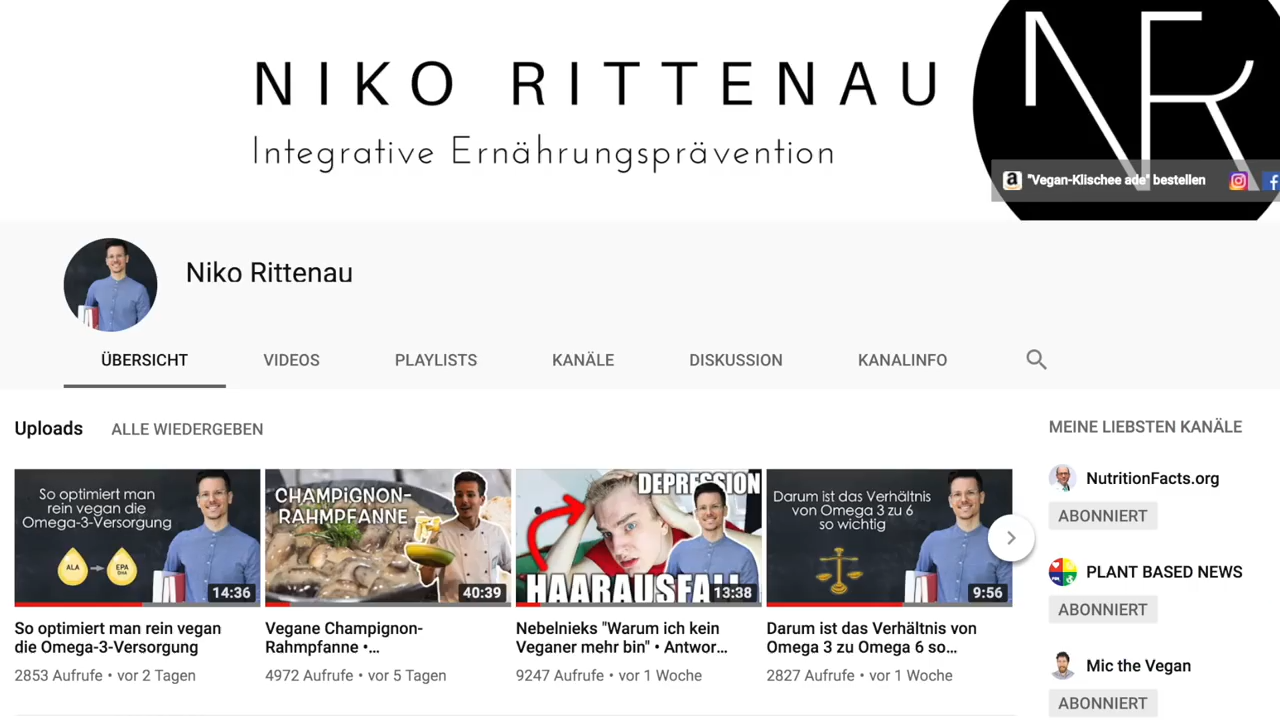 NIKO RITTENAU
Integrative Ernährungsprävention
NR
"Vegan-Klischee ade" bestellen
Niko Rittenau
ÜBERSICHT
VIDEOS
PLAYLISTS
KANÄLE
DISKUSSION
KANALINFO
Uploads
ALLE WIEDERGEBEN
So optimiert man
rein vegan die
Omega-3-Versorgung
ALA
EPA
DHA
14:36
So optimiert man rein vegan
die Omega-3-Versorgung
2853 Aufrufe • vor 2 Tagen
CHAMPiGNON-
RAHMPFANNE
40:39
Vegane Champignon-
Rahmpfanne •...
4972 Aufrufe • vor 5 Tagen
DEPRESSION
HAARAUSFALL
13:38
Nebelnieks "Warum ich kein
Veganer mehr bin" • Antwor...
9247 Aufrufe • vor 1 Woche
Darum ist das Verhältnis
von Omega 3 zu 6
so wichtig
9:56
Darum ist das Verhältnis von
Omega 3 zu Omega 6 so...
2827 Aufrufe • vor 1 Woche
MEINE LIEBSTEN KANÄLE
NutritionFacts.org
ABONNIERT
PLANT BASED NEWS
ABONNIERT
Mic the Vegan
ABONNIERT